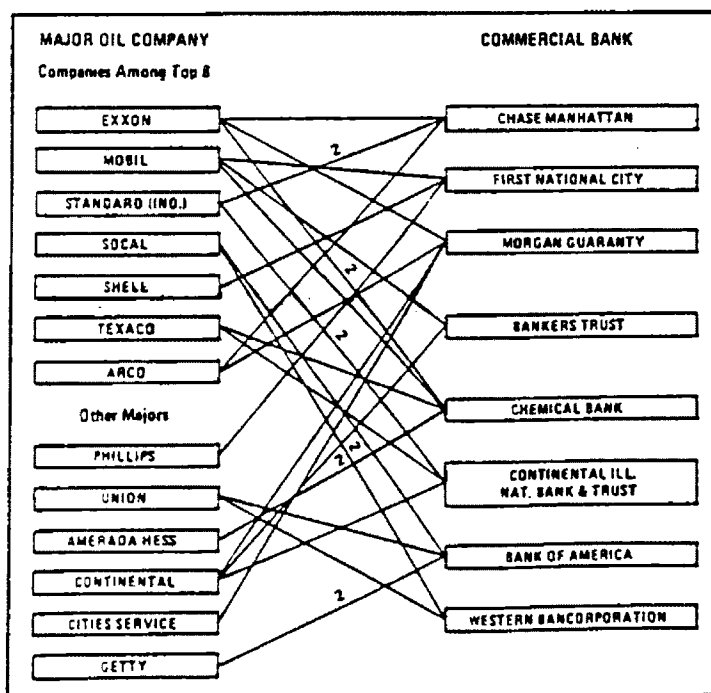 MAJOR OIL COMPANY
Companies Among Top 8
EXXON
MOBIL
STANDARD (IND.)
SOCAL
SHELL
TEXACO
ARCO
Other Majors
PHILLIPS
UNION
AMERADA HESS
CONTINENTAL
CITIES SERVICE
GETTY
COMMERCIAL BANK
CHASE MANHATTAN
FIRST NATIONAL CITY
MORGAN GUARANTY
BANKERS TRUST
CHEMICAL BANK
CONTINENTAL ILL.
NAT. BANK & TRUST
BANK OF AMERICA
WESTERN BANCORPORATION
2
2
2
2
2
2